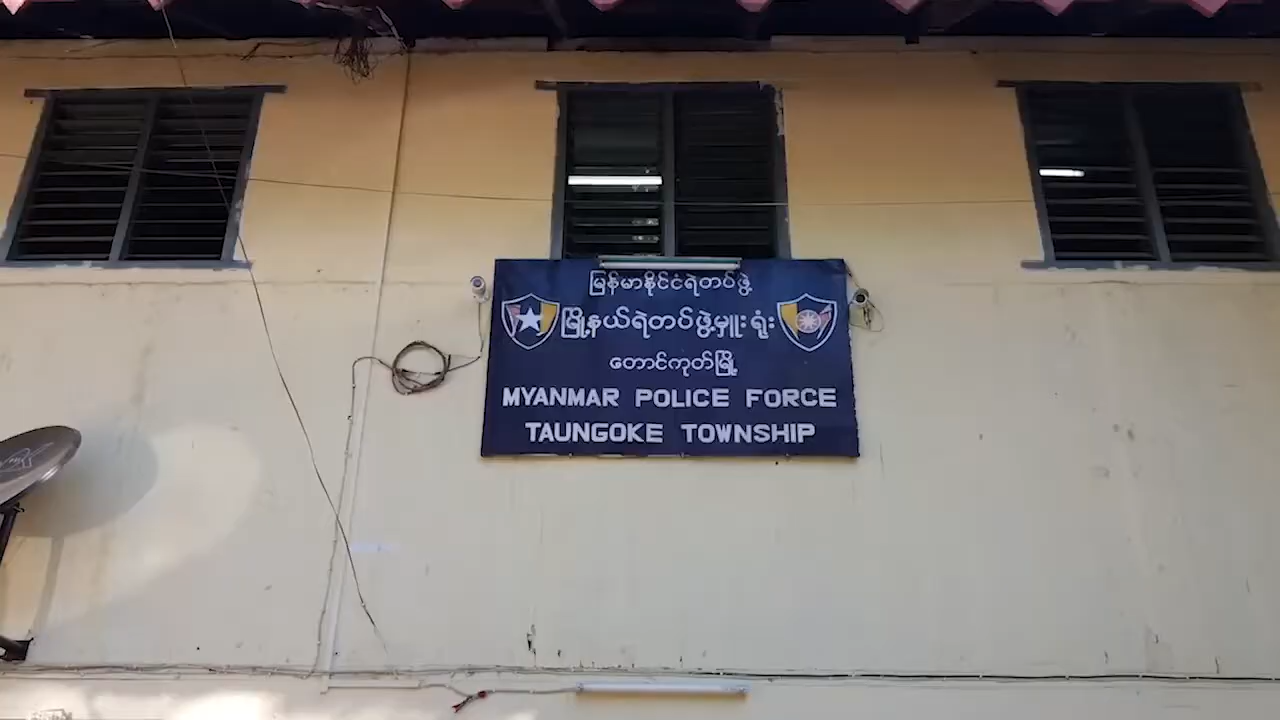 မြန်မာနိုင်ငံရဲတပ်ဖွဲ့
မြို့နယ်ရဲတပ်ဖွဲ့မှူးရုံး
တောင်ကုတ်မြို့
MYANMAR POLICE FORCE
TAUNGOKE TOWNSHIP